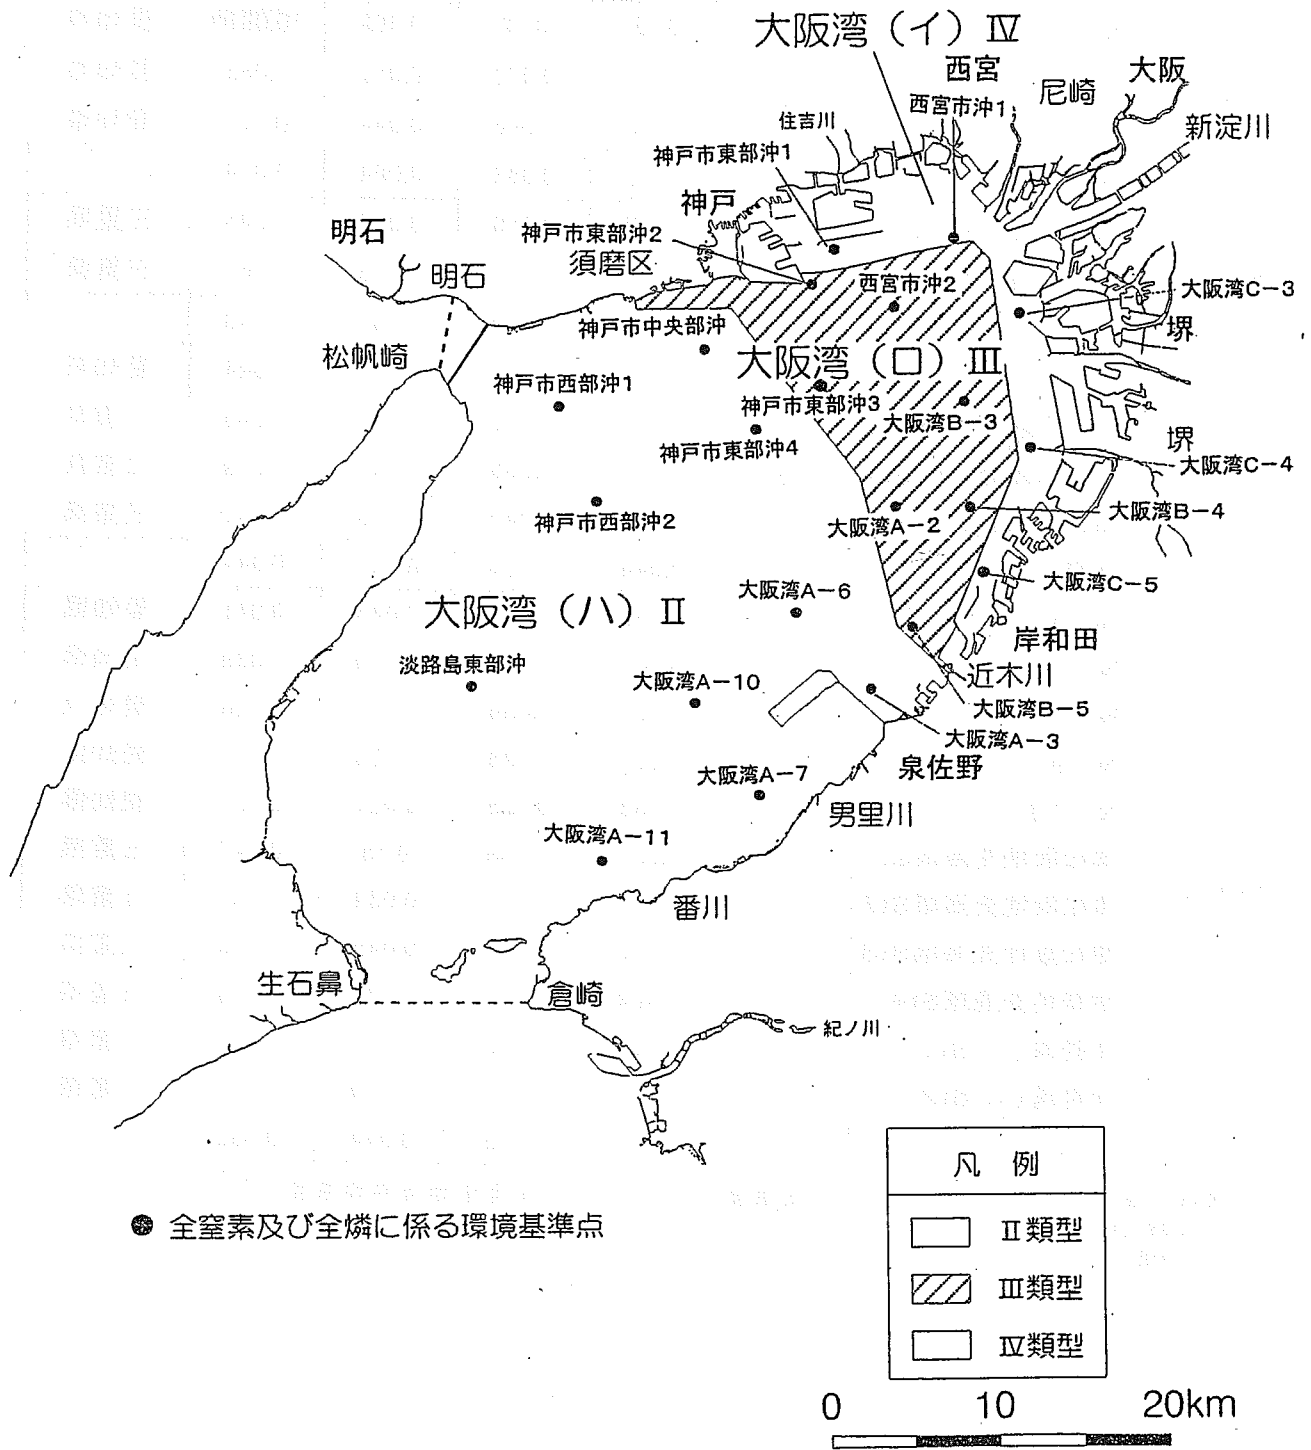 大阪湾（イ）Ⅳ
西宮
大阪
尼崎
西宮市沖1
新淀川
住吉川
神戸市東部沖1
神戸
明石
神戸市東部沖2
須磨区
明石
西宮市沖2
大阪湾C－3
神戸市中央部沖
堺
松帆崎
大阪湾（ロ）Ⅲ
神戸市西部沖1
神戸市東部沖3
大阪湾B－3
神戸市東部沖4
堺
大阪湾C－4
神戸市西部沖2
大阪湾A－2
大阪湾B－4
大阪湾C－5
大阪湾A－6
大阪湾（ハ）Ⅱ
岸和田
淡路島東部沖
大阪湾A－10
近木川
大阪湾B－5
大阪湾A－3
泉佐野
大阪湾A－7
男里川
大阪湾A－11
番川
生石鼻
倉崎
紀ノ川
凡 例
Ⅱ類型
Ⅲ類型
Ⅳ類型
● 全窒素及び全燐に係る環境基準点
0 10 20km